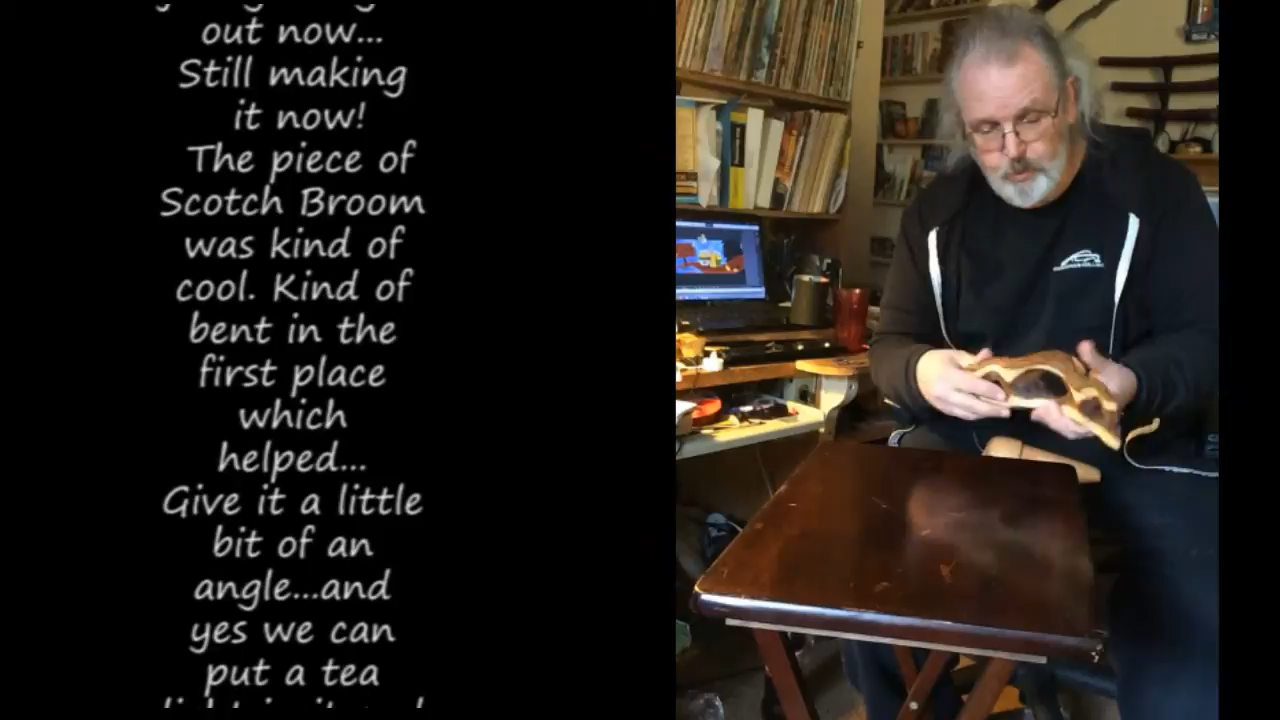 out now...
Still making
it now!
The piece of
Scotch Broom
was kind of
cool. Kind of
bent in the
first place
which
helped...
Give it a little
bit of an
angle...and
yes we can
put a tea